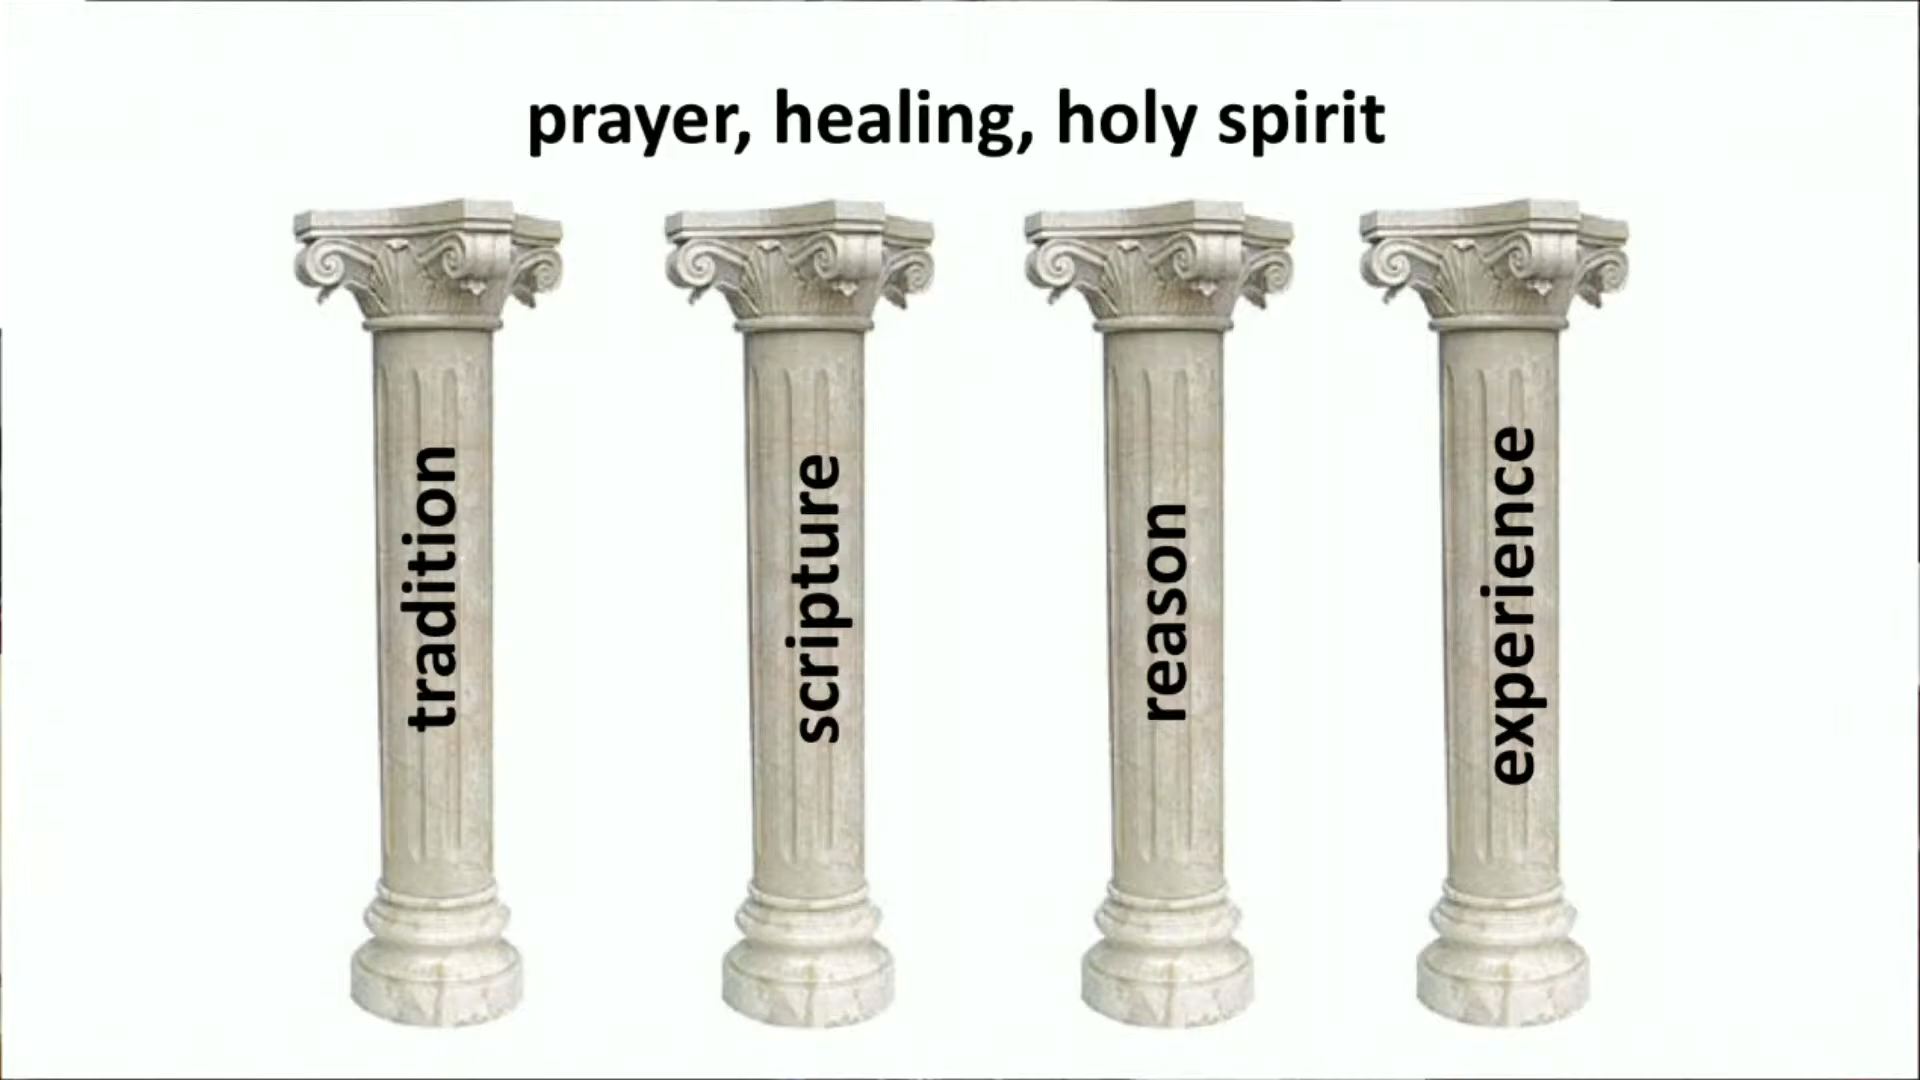 prayer, healing, holy spirit
tradition
scripture
reason
experience